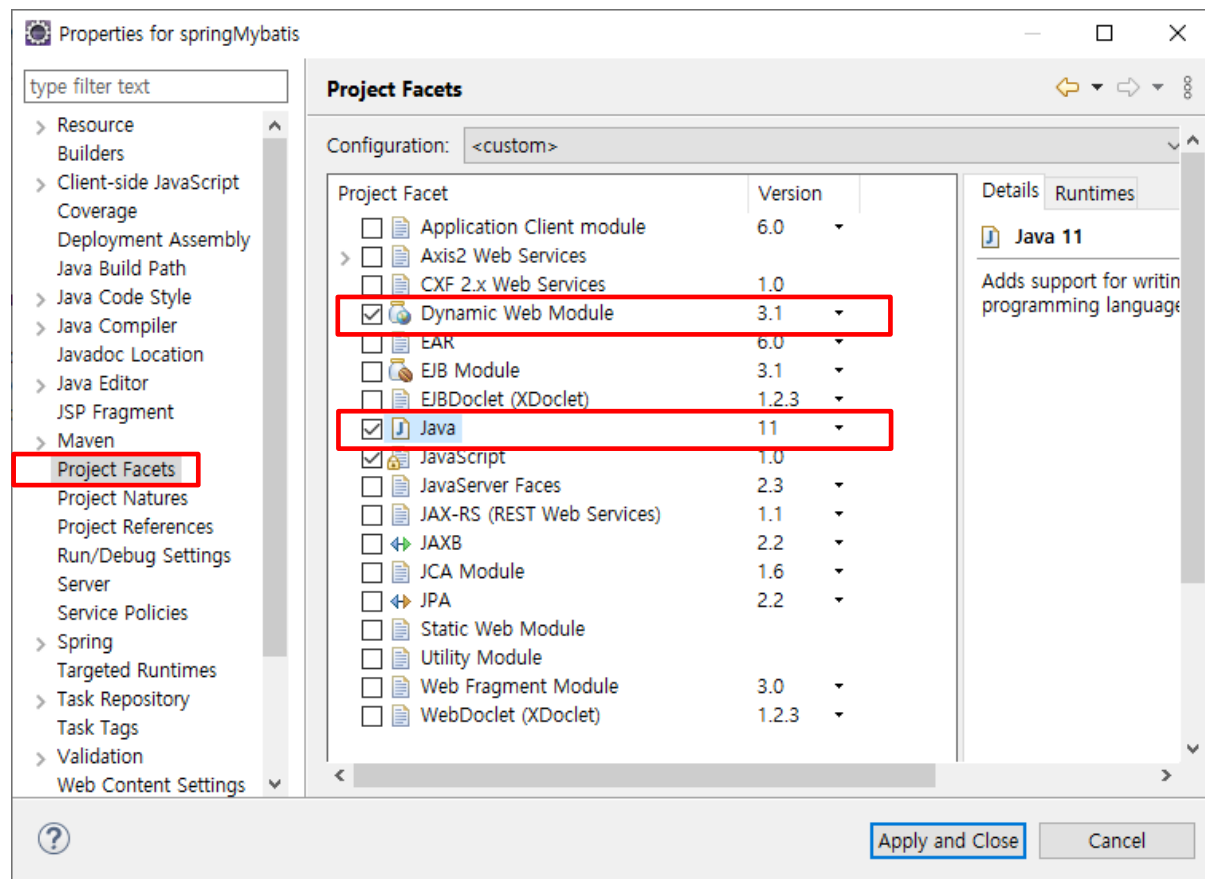 Properties for springMybatis
type filter text
Resource
Builders
Client-side JavaScript
Coverage
Deployment Assembly
Java Build Path
Java Code Style
Java Compiler
Javadoc Location
Java Editor
JSP Fragment
Maven
Project Facets
Project Natures
Project References
Run/Debug Settings
Server
Service Policies
Spring
Targeted Runtimes
Task Repository
Task Tags
Validation
Web Content Settings
Project Facets
Configuration: <custom>
Project Facet Version
Application Client module 6.0
Axis2 Web Services
CXF 2.x Web Services 1.0
Dynamic Web Module 3.1
EAR 6.0
EJB Module 3.1
EJBDoclet (XDoclet) 1.2.3
Java 11
JavaScript 1.0
JavaServer Faces 2.3
JAX-RS (REST Web Services) 1.1
JAXB 2.2
JCA Module 1.6
JPA 2.2
Static Web Module
Utility Module
Web Fragment Module 3.0
WebDoclet (XDoclet) 1.2.3
Details Runtimes
Java 11
Adds support for writin
programming language
Apply and Close Cancel